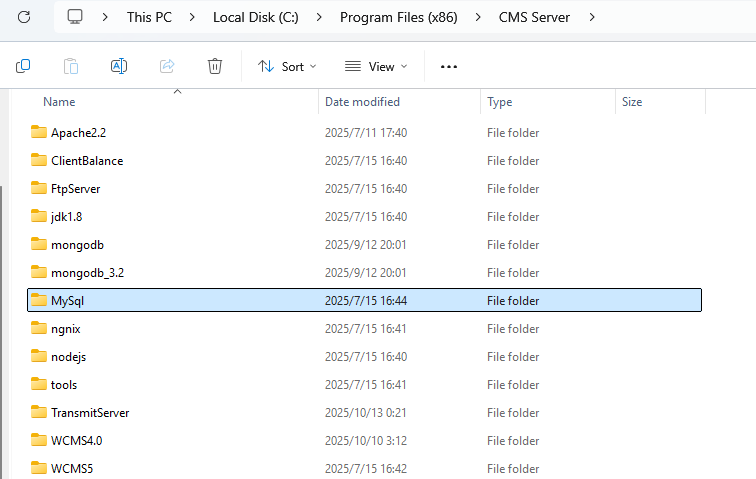 This PC > Local Disk (C:) > Program Files (x86) > CMS Server >
Sort View ...
Name Date modified Type Size
Apache2.2 2025/7/11 17:40 File folder
ClientBalance 2025/7/15 16:40 File folder
FtpServer 2025/7/15 16:40 File folder
jdk1.8 2025/7/15 16:40 File folder
mongodb 2025/9/12 20:01 File folder
mongodb_3.2 2025/9/12 20:01 File folder
MySql 2025/7/15 16:44 File folder
ngnix 2025/7/15 16:41 File folder
nodejs 2025/7/15 16:40 File folder
tools 2025/7/15 16:41 File folder
TransmitServer 2025/10/13 0:21 File folder
WCMS4.0 2025/10/10 3:12 File folder
WCMS5 2025/7/15 16:42 File folder